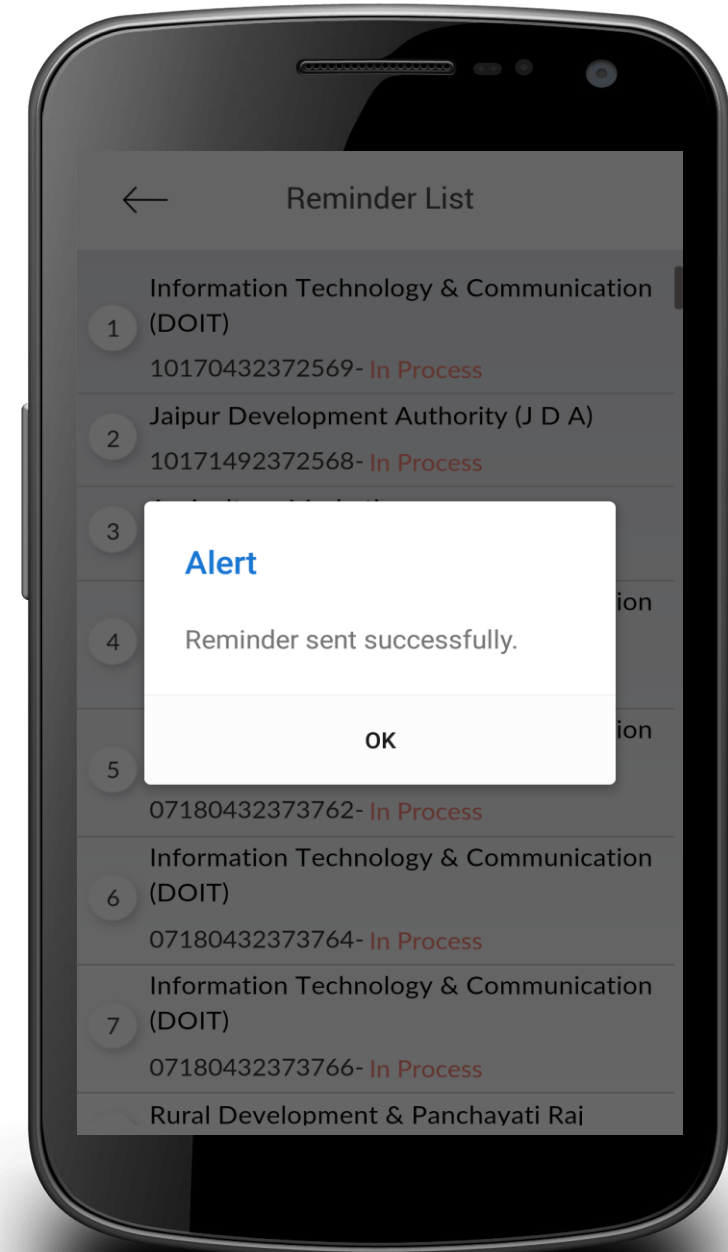 Reminder List
Information Technology & Communication
1
(DOIT)
10170432372569- In Process
Jaipur Development Authority (J D A)
2
10171492372568- In Process
3
Alert
ion
4
Reminder sent successfully.
ion
OK
5
07180432373762- In Process
Information Technology & Communication
6
(DOIT)
07180432373764- In Process
Information Technology & Communication
7
(DOIT)
07180432373766- In Process
Rural Development & Panchayati Raj